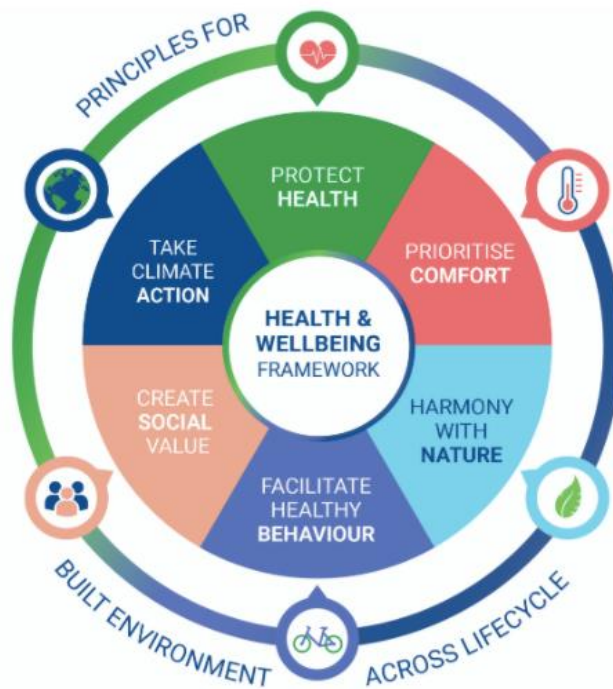 PRINCIPLES FOR
PROTECT
HEALTH
PRIORITISE
COMFORT
HARMONY
WITH
NATURE
FACILITATE
HEALTHY
BEHAVIOUR
CREATE
SOCIAL
VALUE
TAKE
CLIMATE
ACTION
HEALTH &
WELLBEING
FRAMEWORK
BUILT ENVIRONMENT
ACROSS LIFECYCLE